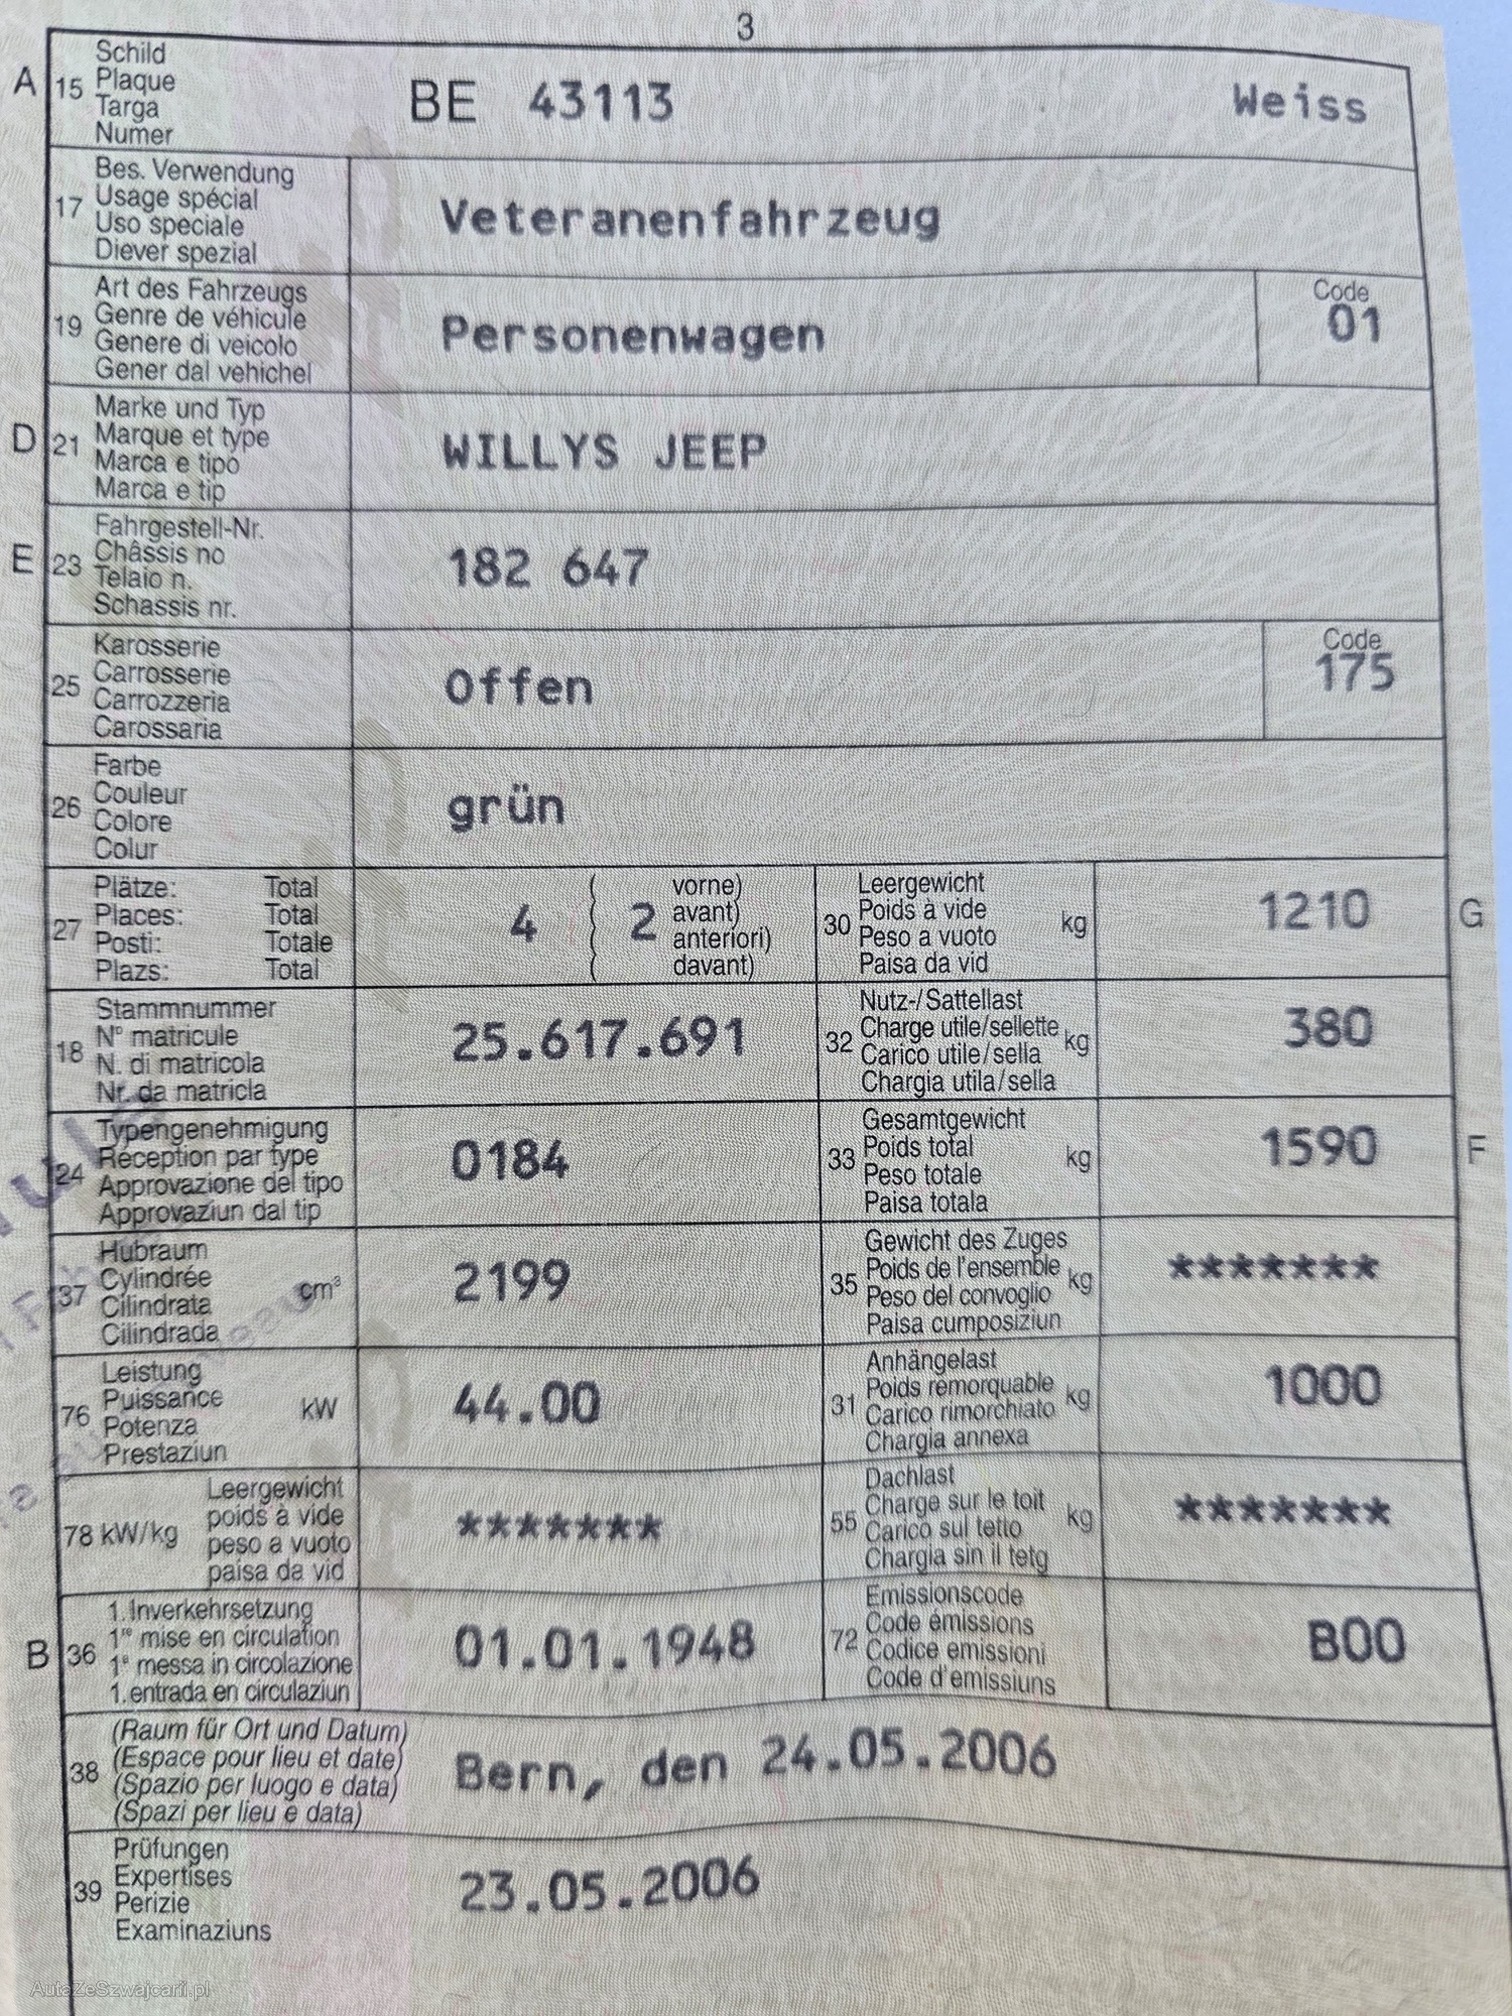 3
A 15 Schild
Plaque
Targa
Numer
BE 43113 Weiss
17 Bes. Verwendung
Usage spécial
Uso speciale
Diever spezial
Veteranenfahrzeug
19 Art des Fahrzeugs
Genre de véhicule
Genere di veicolo
Gener dal vehichel
Personenwagen
Code
01
D 21 Marke und Typ
Marque et type
Marca e tipo
Marca e tip
WILLYS JEEP
E 23 Fahrgestell-Nr.
Châssis no
Telaio n.
Schassis nr.
182 647
25 Karosserie
Carrosserie
Carrozzeria
Carossaria
Offen
Code
175
26 Farbe
Couleur
Colore
Colur
grün
27 Plätze: Total
Places: Total
Posti: Totale
Plazs: Total
4 ( 2 vorne)
avant)
anteriori)
( davant)
30 Leergewicht
Poids à vide
Peso a vuoto
Paisa da vid
kg 1210 G
18 Stammnummer
N° matricule
N. di matricola
Nr. da matricla
25.617.691
32 Nutz-/Sattellast
Charge utile/sellette
Carico utile/sella
Chargia utila/sella
kg 380
24 Typengenehmigung
Réception par type
Approvazione del tipo
Approvaziun dal tip
0184
33 Gesamtgewicht
Poids total
Peso totale
Paisa totala
kg 1590 F
37 Hubraum
Cylindrée
Cilindrata
Cilindrada
cm³ 2199
35 Gewicht des Zuges
Poids de l'ensemble
Peso del convoglio
Paisa cumposiziun
kg *******
76 Leistung
Puissance
Potenza
Prestaziun
kW 44.00
31 Anhängelast
Poids remorquable
Carico rimorchiato
Chargia annexa
kg 1000
78 kW/kg Leergewicht
poids à vide
peso a vuoto
paisa da vid
*******
55 Dachlast
Charge sur le toit
Carico sul tetto
Chargia sin il tetg
kg *******
B 36 1. Inverkehrsetzung
1re mise en circulation
1a messa in circolazione
1. entrada en circulaziun
01.01.1948
72 Emissionscode
Code émissions
Codice emissioni
Code d'emissiuns
B00
38 (Raum für Ort und Datum)
(Espace pour lieu et date)
(Spazio per luogo e data)
(Spazi per lieu e data)
Bern, den 24.05.2006
39 Prüfungen
Expertises
Perizie
Examinaziuns
23.05.2006
AutaZeSzwajcarii.pl